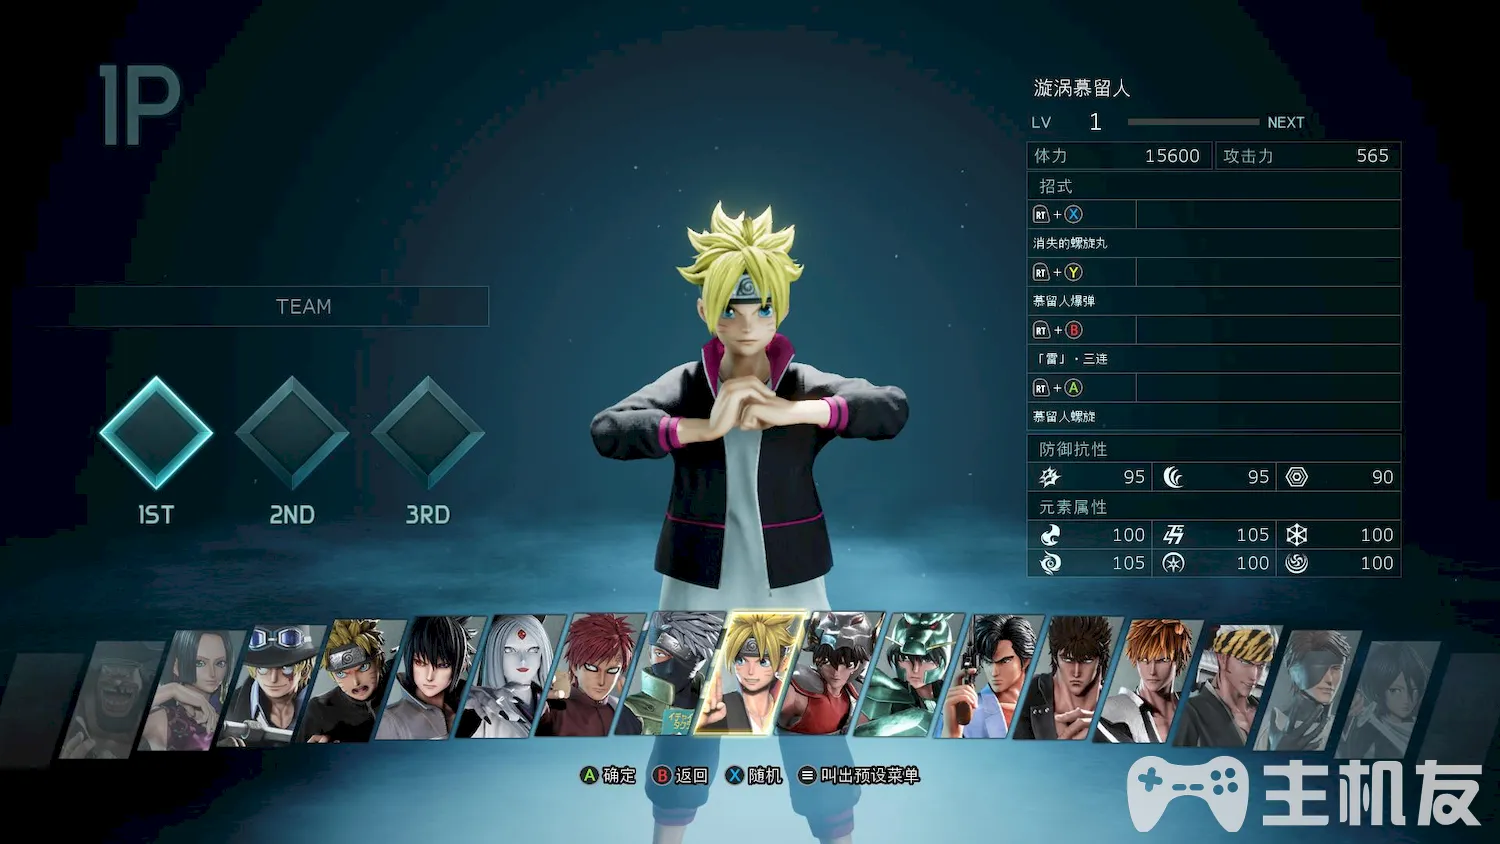 1P
TEAM
1ST
2ND
3RD
漩涡慕留人
LV 1 NEXT
体力 15600 攻击力 565
招式
RT + X
消失的螺旋丸
RT + Y
慕留人爆弹
RT + B
「雷」·三连
RT + A
慕留人螺旋
防御抗性
95 95 90
元素属性
100 105 100
105 100 100
A 确定 B 返回 X 随机 叫出预设菜单
主机友